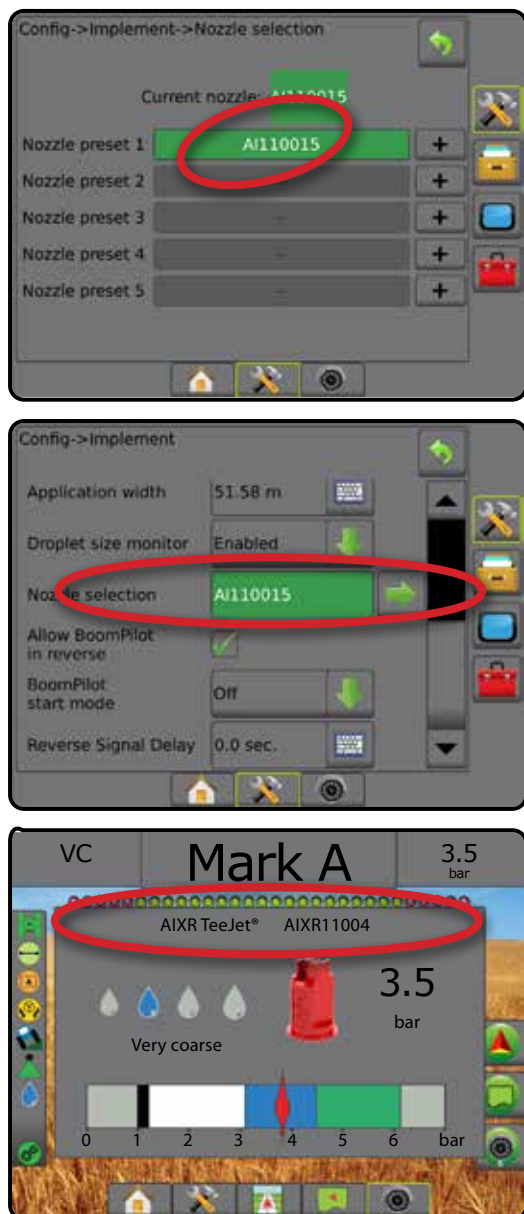 Config->Implement->Nozzle selection
Current nozzle: AI110015
Nozzle preset 1 AI110015 +
Nozzle preset 2 – +
Nozzle preset 3 – +
Nozzle preset 4 – +
Nozzle preset 5 – +
Config->Implement
Application width 51.58 m
Droplet size monitor Enabled
Nozzle selection AI110015
Allow BoomPilot
in reverse
BoomPilot
start mode Off
Reverse Signal Delay 0.0 sec.
VC Mark A 3.5
bar
AIXR TeeJet® AIXR11004
3.5
bar
Very coarse
0 1 2 3 4 5 6 bar